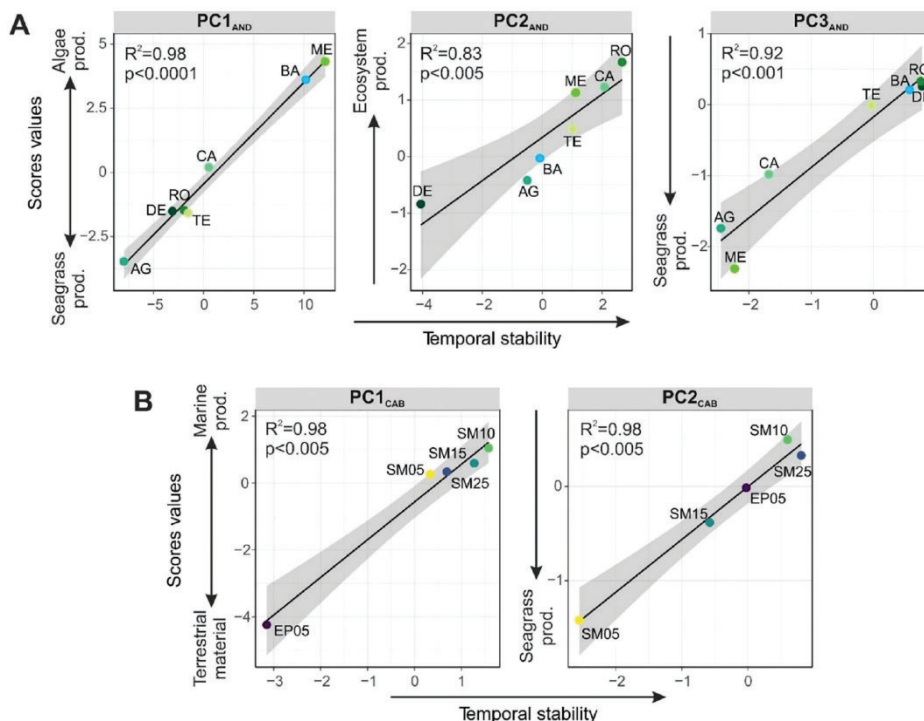 A
PC1AND
PC2AND
PC3AND
Algae prod.
Scores values
Seagrass prod.
R²=0.98
p<0.0001
5.0
2.5
0.0
−2.5
ME
BA
CA
RO
DE
TE
AG
−5
0
5
10
Ecosystem prod.
R²=0.83
p<0.005
2
1
0
−1
−2
RO
CA
ME
TE
BA
AG
DE
−4
−2
0
2
Seagrass prod.
R²=0.92
p<0.001
1
0
−1
−2
RO
BA
DE
TE
CA
AG
ME
−2
−1
0
Temporal stability
B
PC1CAB
PC2CAB
Marine prod.
Scores values
Terrestrial material
R²=0.98
p<0.005
2
0
−2
−4
SM10
SM15
SM05
SM25
EP05
−3
−2
−1
0
1
Seagrass prod.
R²=0.98
p<0.005
0
−1
SM10
SM25
EP05
SM15
SM05
−2
−1
0
Temporal stability